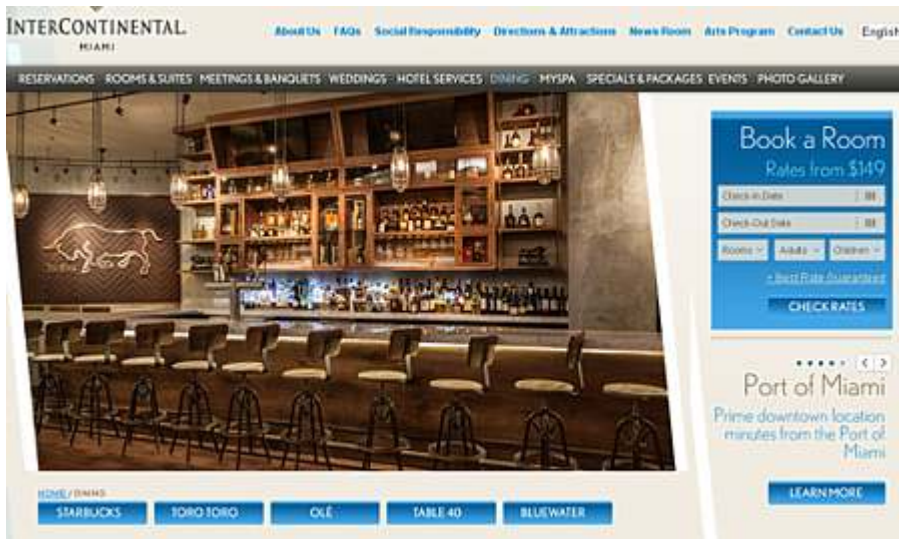 INTERCONTINENTAL.
MIAMI
About Us FAQs Social Responsibility Directions & Attractions News Room Arts Program Contact Us English
RESERVATIONS ROOMS & SUITES MEETINGS & BANQUETS WEDDINGS HOTEL SERVICES DINING MYSPA SPECIALS & PACKAGES EVENTS PHOTO GALLERY
Book a Room
Rates from $149
Check-in Date
Check-Out Date
Rooms Adults Children
+ Best Rate Guaranteed
CHECK RATES
Port of Miami
Prime downtown location
minutes from the Port of
Miami
LEARN MORE
HOME / DINING
STARBUCKS TORO TORO OLÉ TABLE 40 BLUEWATER